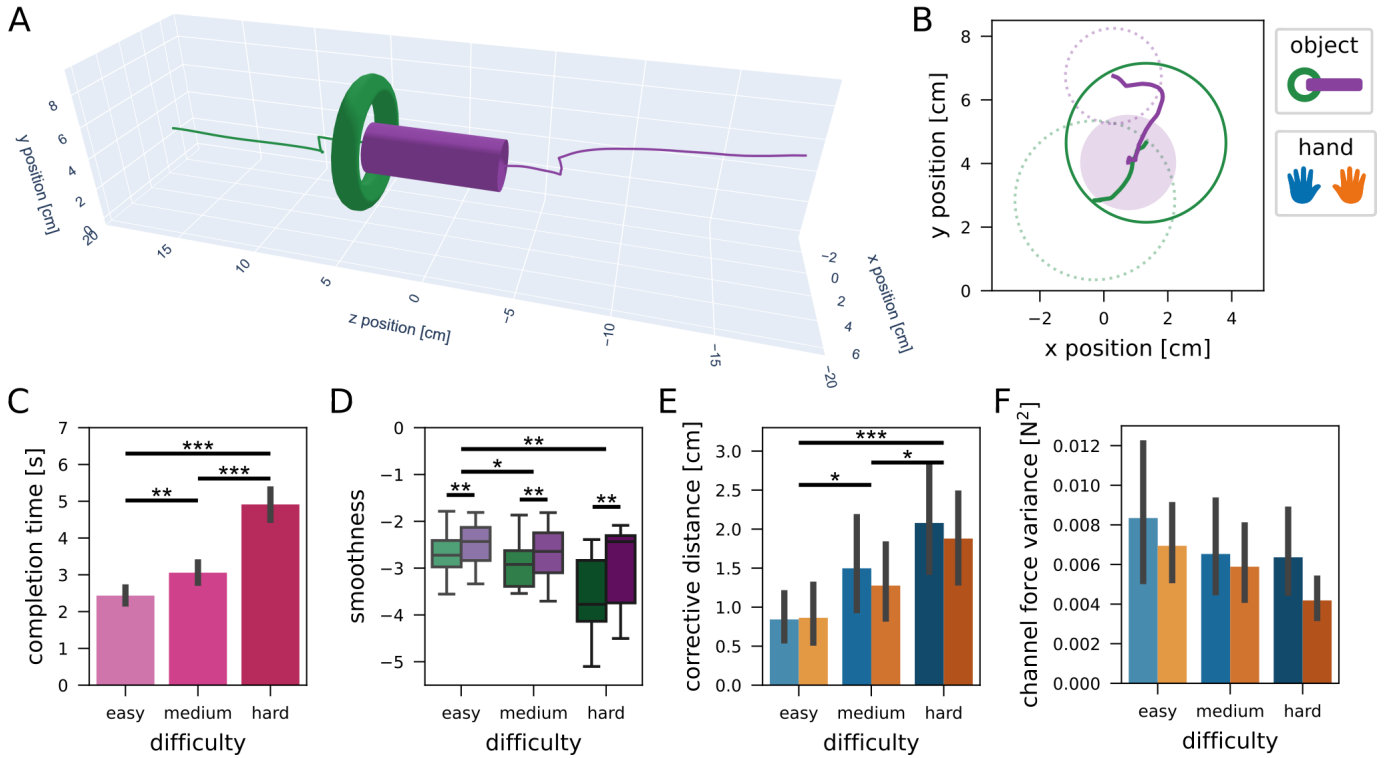 A
y position [cm]
8
6
4
2
0
20
15
10
5
0
−5
−10
−15
−20
z position [cm]
−2
0
2
4
6
x position [cm]
B
8
6
4
2
0
y position [cm]
−2
0
2
4
x position [cm]
object
hand
C
completion time [s]
7
6
5
4
3
2
1
0
***
***
**
easy
medium
hard
difficulty
D
smoothness
0
−1
−2
−3
−4
−5
**
*
**
**
**
easy
medium
hard
difficulty
E
corrective distance [cm]
3.0
2.5
2.0
1.5
1.0
0.5
0.0
***
*
*
easy
medium
hard
difficulty
F
channel force variance [N²]
0.012
0.010
0.008
0.006
0.004
0.002
0.000
easy
medium
hard
difficulty